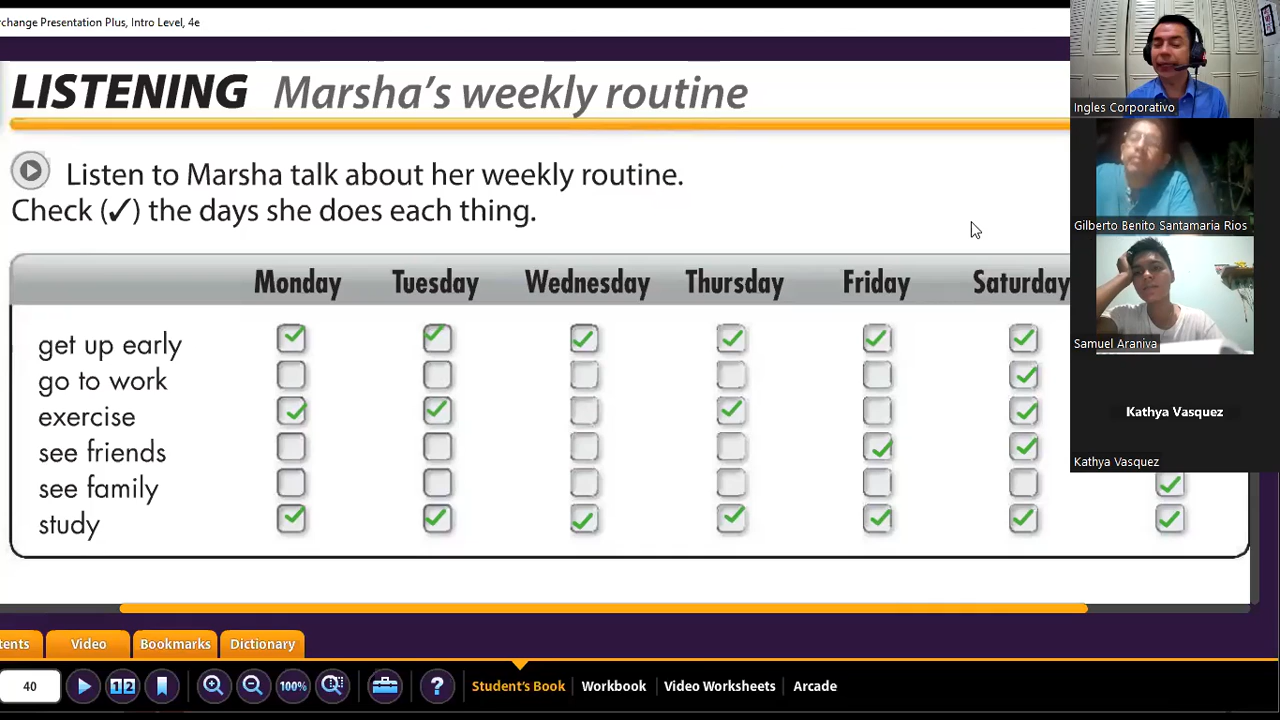 rchange Presentation Plus, Intro Level, 4e
LISTENING Marsha's weekly routine
Listen to Marsha talk about her weekly routine.
Check (✓) the days she does each thing.
Monday Tuesday Wednesday Thursday Friday Saturday
get up early
go to work
exercise
see friends
see family
study
Ingles Corporativo
Gilberto Benito Santamaria Rios
Samuel Araniva
Kathya Vasquez
Kathya Vasquez
tents Video Bookmarks Dictionary
40 12 100% ? Student's Book Workbook Video Worksheets Arcade